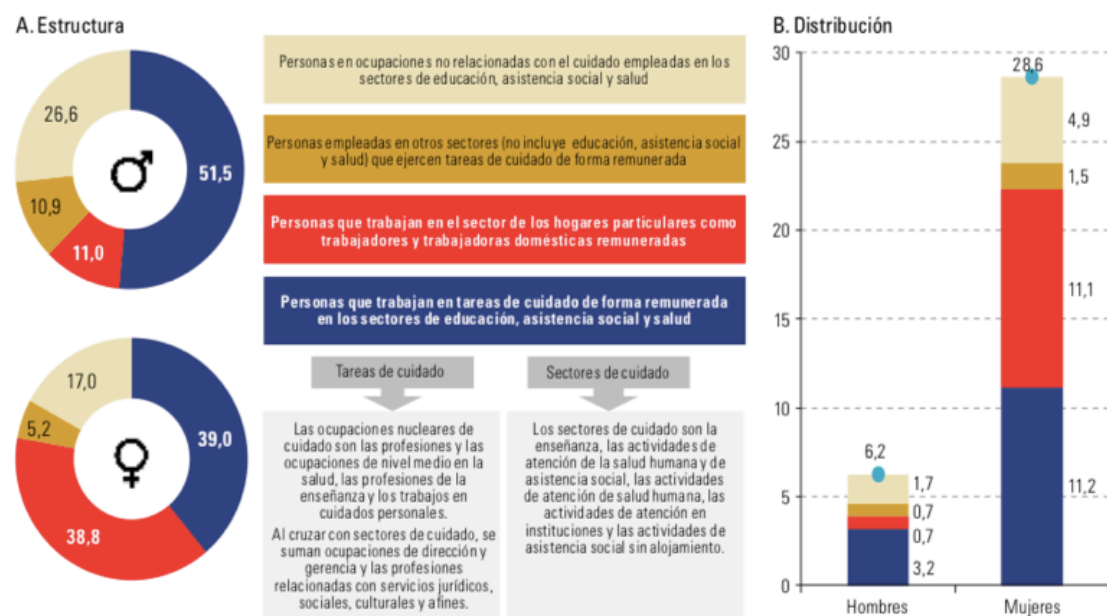 A. Estructura
26,6
10,9
11,0
51,5
17,0
5,2
38,8
39,0
Personas en ocupaciones no relacionadas con el cuidado empleadas en los
sectores de educación, asistencia social y salud
Personas empleadas en otros sectores (no incluye educación, asistencia social
y salud) que ejercen tareas de cuidado de forma remunerada
Personas que trabajan en el sector de los hogares particulares como
trabajadores y trabajadoras domésticas remuneradas
Personas que trabajan en tareas de cuidado de forma remunerada
en los sectores de educación, asistencia social y salud
Tareas de cuidado
Las ocupaciones nucleares de
cuidado son las profesiones y las
ocupaciones de nivel medio en la
salud, las profesiones de la
enseñanza y los trabajos en
cuidados personales.
Al cruzar con sectores de cuidado, se
suman ocupaciones de dirección y
gerencia y las profesiones
relacionadas con servicios jurídicos,
sociales, culturales y afines.
Sectores de cuidado
Los sectores de cuidado son la
enseñanza, las actividades de
atención de la salud humana y de
asistencia social, las actividades
de atención de salud humana, las
actividades de atención en
instituciones y las actividades de
asistencia social sin alojamiento.
B. Distribución
30
25
20
15
10
5
0
6,2
1,7
0,7
0,7
3,2
28,6
4,9
1,5
11,1
11,2
Hombres
Mujeres